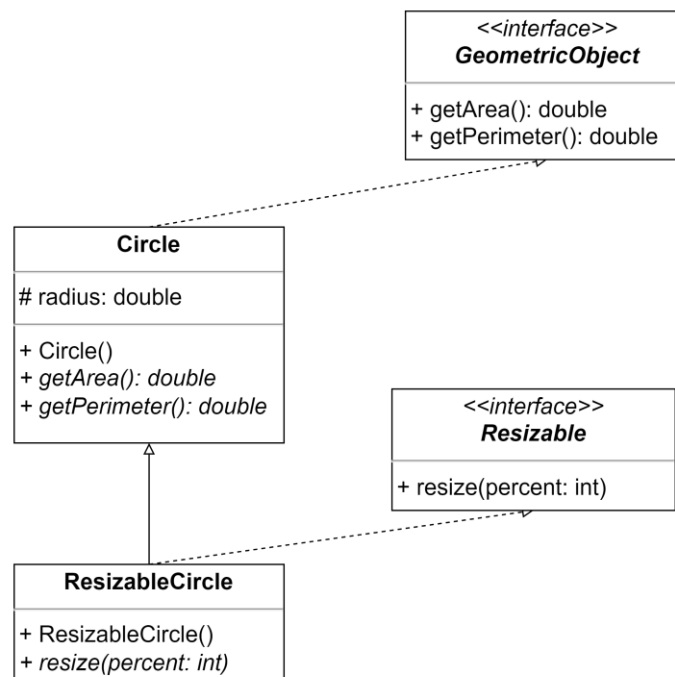 <<interface>>
GeometricObject
+ getArea(): double
+ getPerimeter(): double
Circle
# radius: double
+ Circle()
+ getArea(): double
+ getPerimeter(): double
<<interface>>
Resizable
+ resize(percent: int)
ResizableCircle
+ ResizableCircle()
+ resize(percent: int)